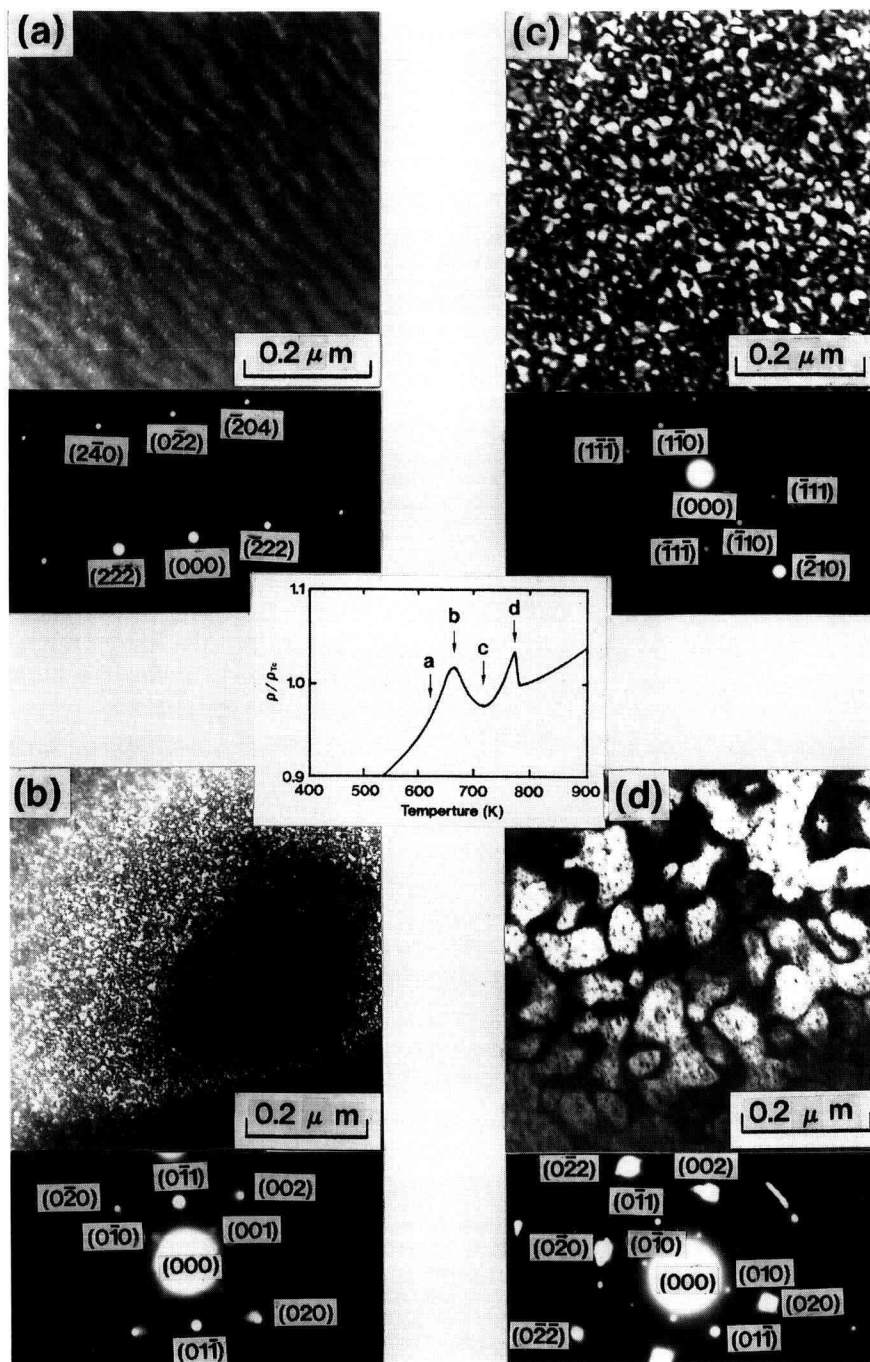 (a)
0.2 μm
(24̄0) (02̄2) (2̄04)
(22̄2̄) (000) (2̄22)
(c)
0.2 μm
(11̄0)
(11̄1̄)
(000)
(1̄11)
(1̄10)
(1̄11̄)
(2̄10)
1.1
1.0
0.9
ρ / ρTc
a
b
c
d
400 500 600 700 800 900
Temperture (K)
(b)
0.2 μm
(01̄1)
(02̄0) (002)
(01̄0) (001)
(000)
(020)
(011̄)
(d)
0.2 μm
(02̄2) (002)
(01̄1)
(02̄0) (01̄0)
(000) (010)
(020)
(02̄2̄) (011̄)